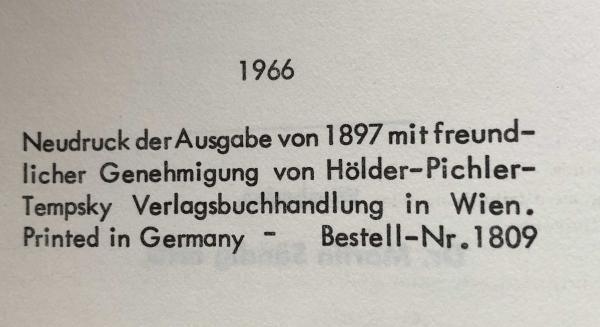 1966
Neudruck der Ausgabe von 1897 mit freund-
licher Genehmigung von Hölder-Pichler-
Tempsky Verlagsbuchhandlung in Wien.
Printed in Germany - Bestell-Nr. 1809